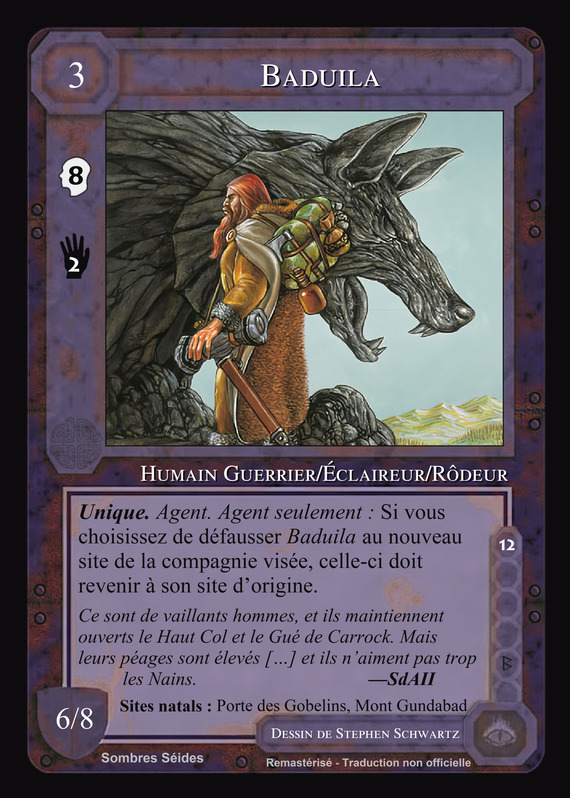 3
BADUILA
8
2
HUMAIN GUERRIER/ÉCLAIREUR/RÔDEUR
Unique. Agent. Agent seulement : Si vous
choisissez de défausser Baduila au nouveau
site de la compagnie visée, celle-ci doit
revenir à son site d'origine.
12
Ce sont de vaillants hommes, et ils maintiennent
ouverts le Haut Col et le Gué de Carrock. Mais
leurs péages sont élevés [...] et ils n'aiment pas trop
les Nains. —SdAII
ᛒ
Sites natals : Porte des Gobelins, Mont Gundabad
6/8
DESSIN DE STEPHEN SCHWARTZ
Sombres Séides
Remastérisé - Traduction non officielle